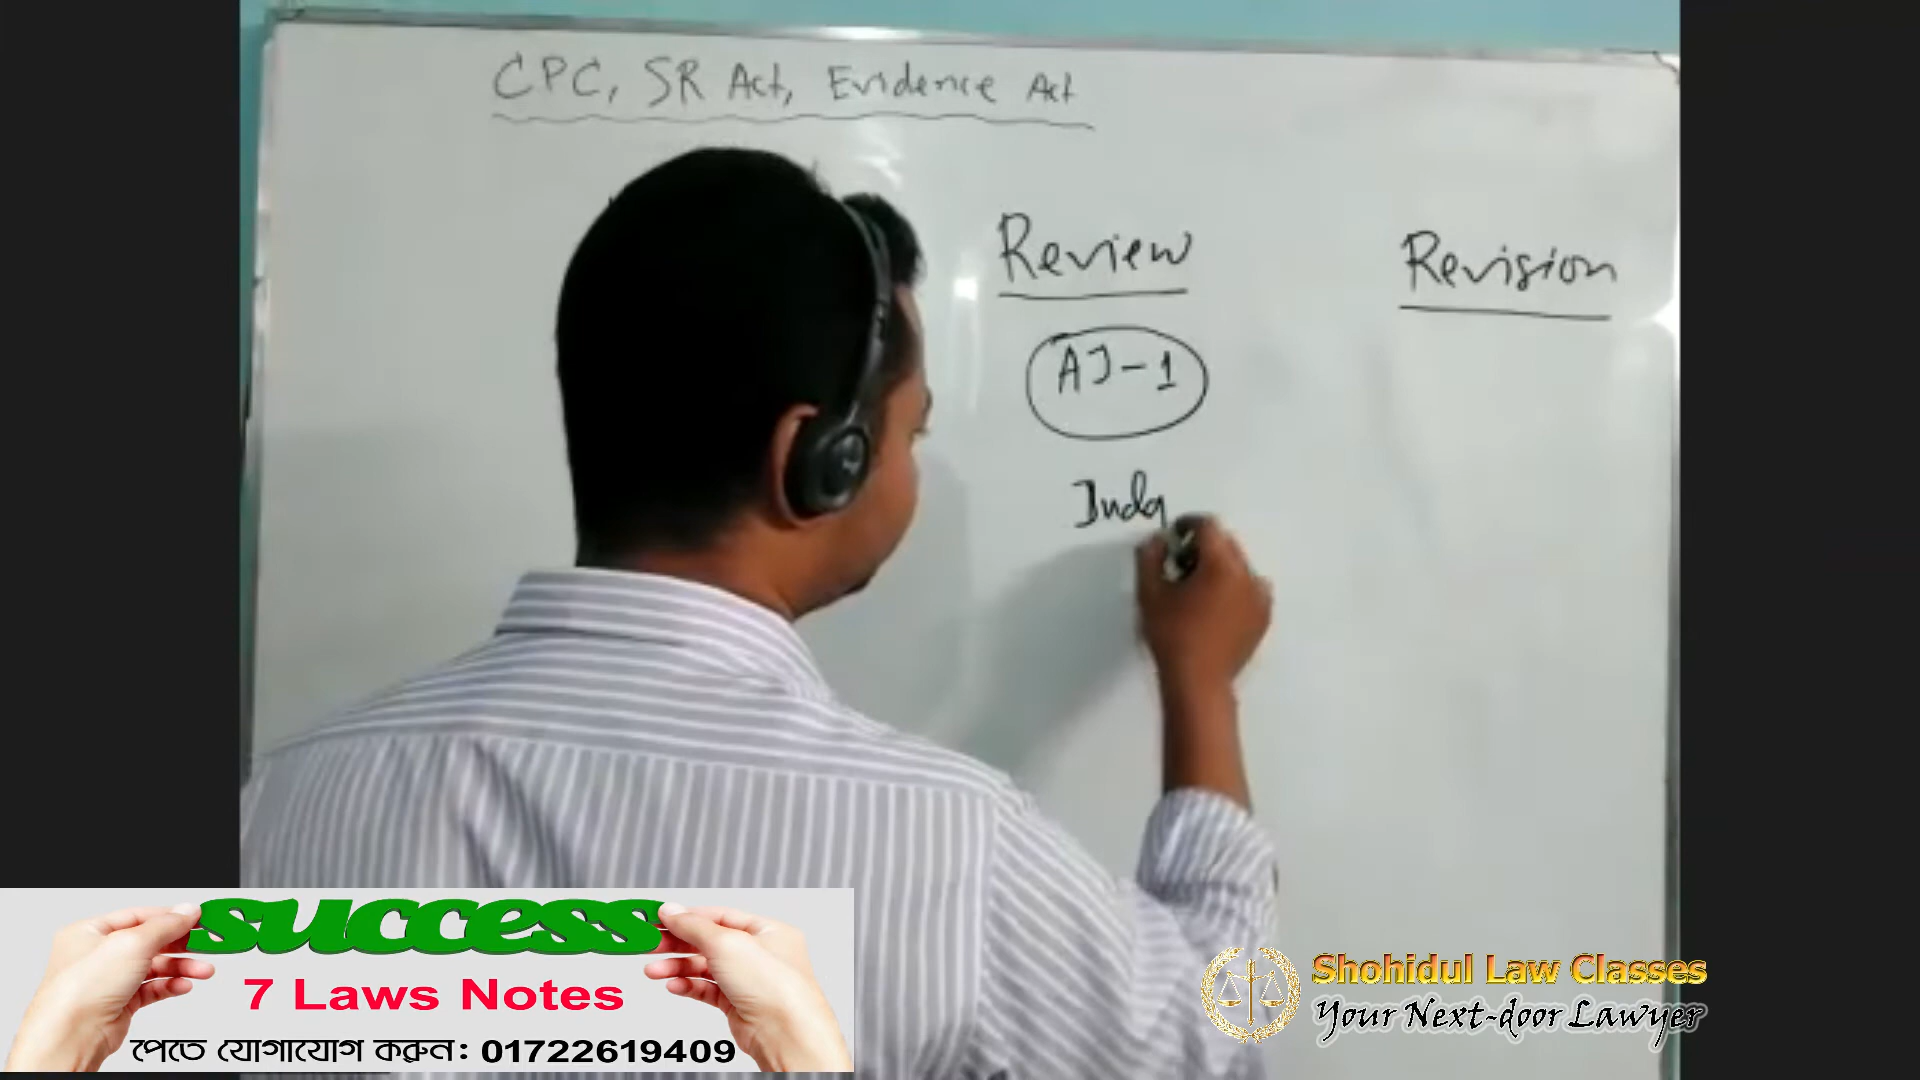 CPC, SR Act, Evidence Act
Review
Revision
AJ-1
Judg
success
7 Laws Notes
পেতে যোগাযোগ করুন: 01722619409
Shohidul Law Classes
Your Next-door Lawyer